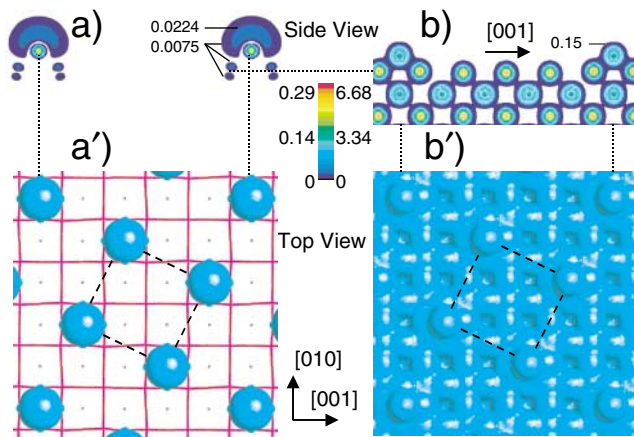 a)
0.0224
0.0075
Side View
b)
[001]
0.15
0.29
6.68
0.14
3.34
0
0
a')
b')
Top View
[010]
[001]